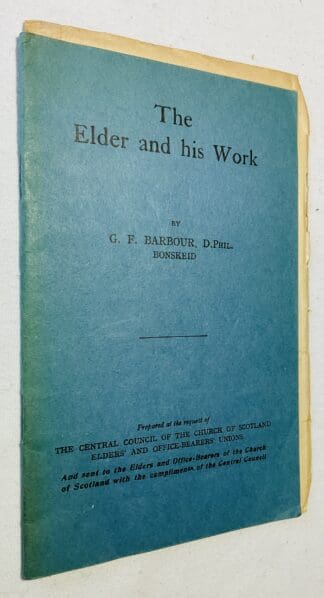 The
Elder and his Work
BY
G. F. BARBOUR, D.PHIL.
BONSKEID
Prepared at the request of
THE CENTRAL COUNCIL OF THE CHURCH OF SCOTLAND
ELDERS' AND OFFICE-BEARERS' UNIONS
And sent to the Elders and Office-Bearers of the Church
of Scotland with the compliments of the Central Council